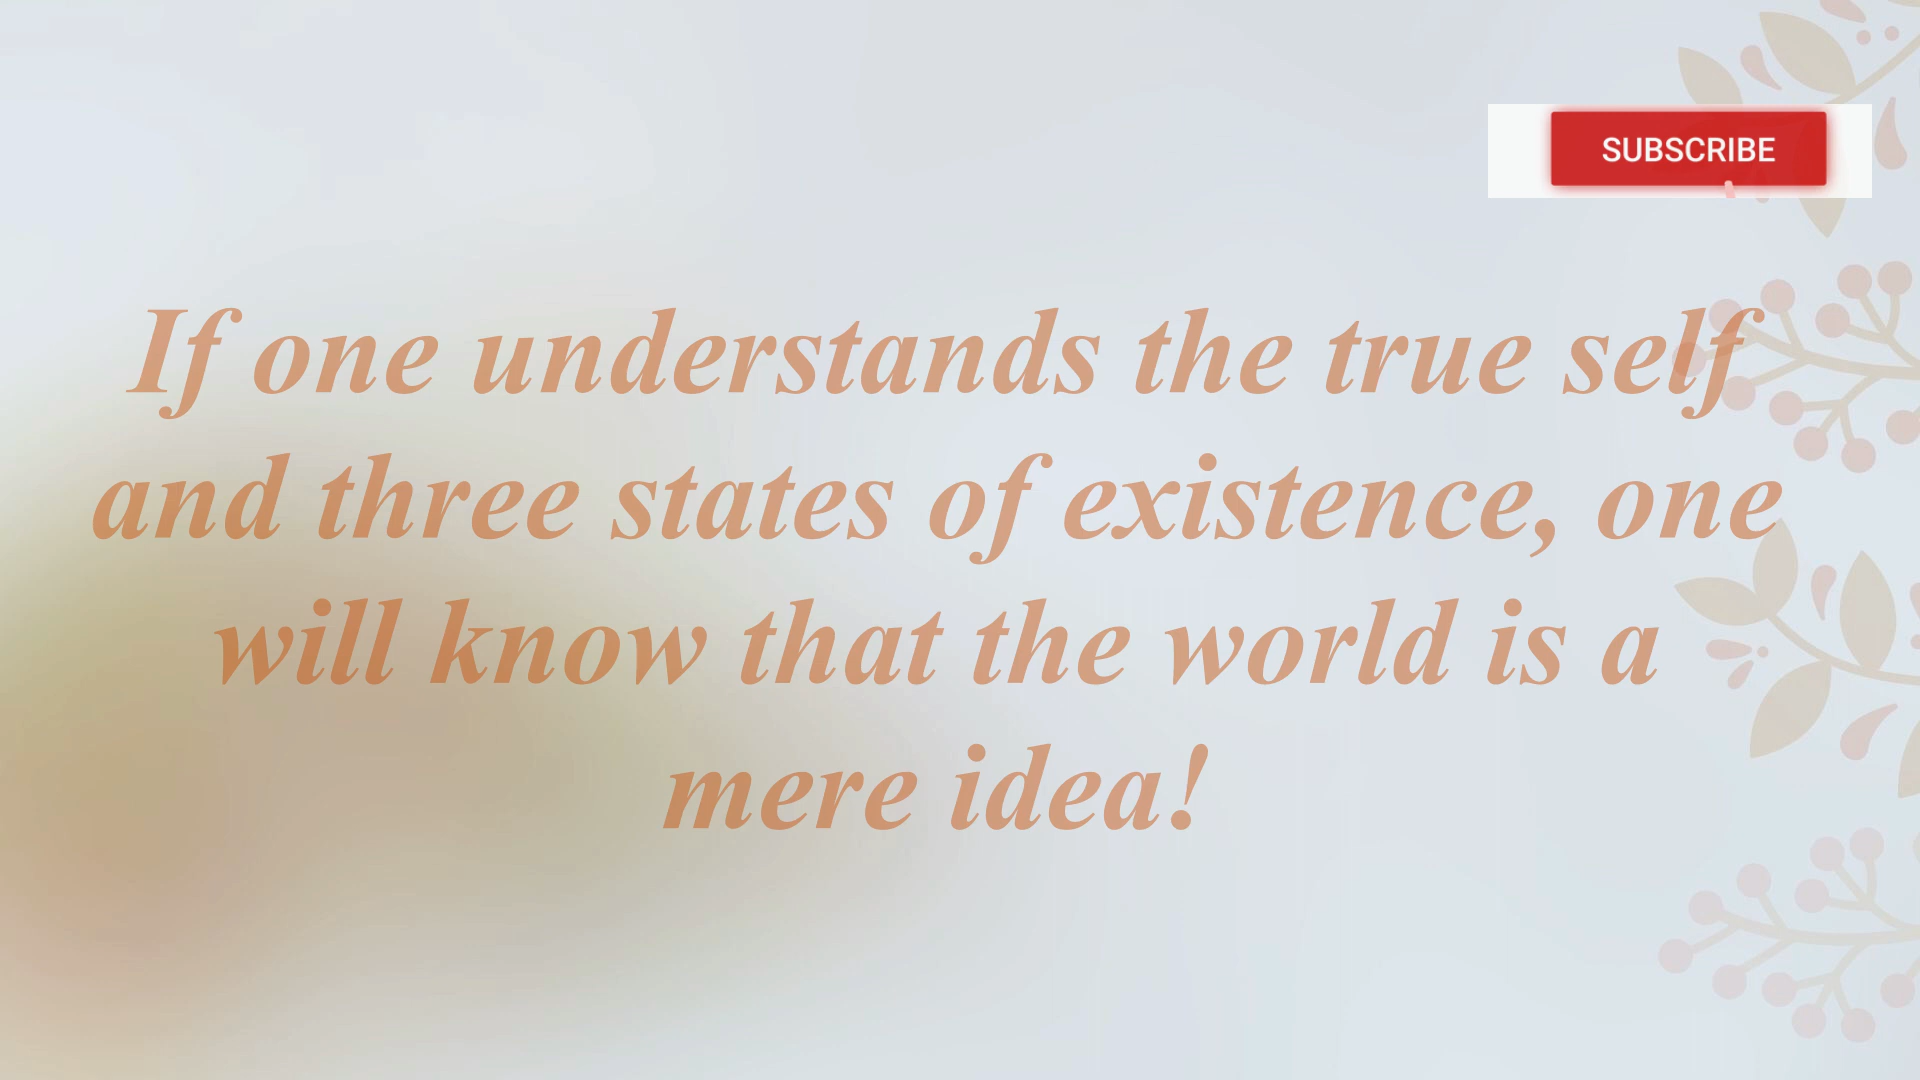 SUBSCRIBE
If one understands the true self
and three states of existence, one
will know that the world is a
mere idea!